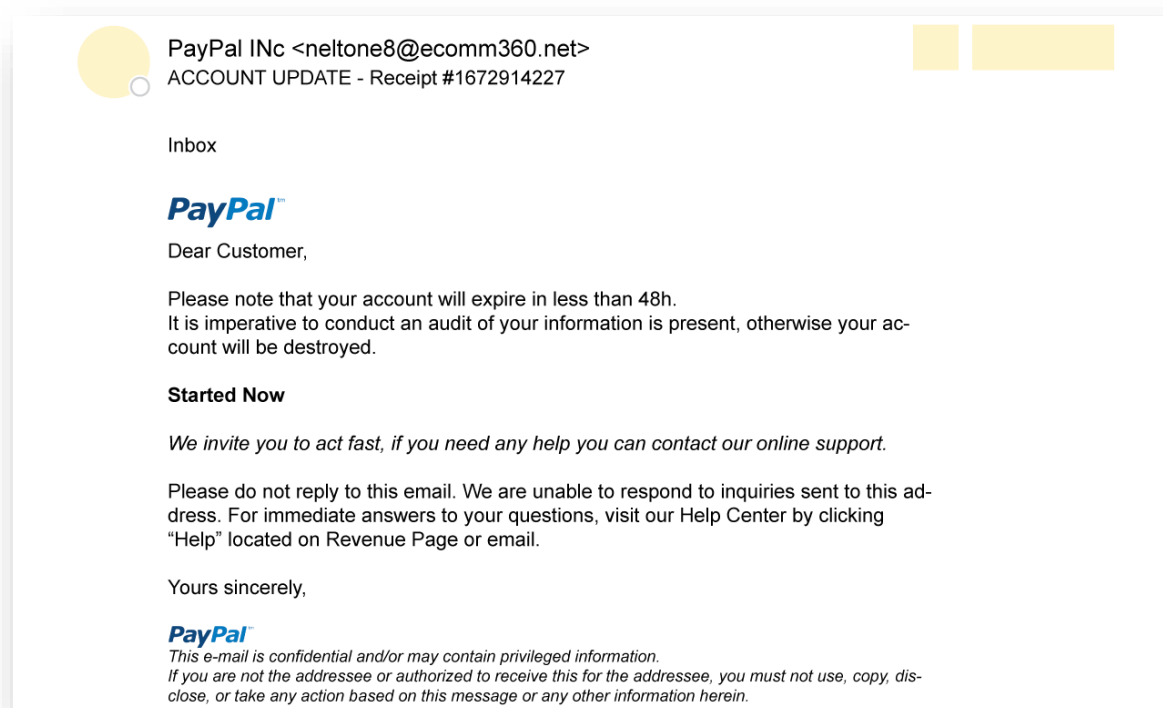 PayPal INc <neltone8@ecomm360.net>
ACCOUNT UPDATE - Receipt #1672914227
Inbox
PayPal™
Dear Customer,
Please note that your account will expire in less than 48h.
It is imperative to conduct an audit of your information is present, otherwise your ac-
count will be destroyed.
Started Now
We invite you to act fast, if you need any help you can contact our online support.
Please do not reply to this email. We are unable to respond to inquiries sent to this ad-
dress. For immediate answers to your questions, visit our Help Center by clicking
“Help” located on Revenue Page or email.
Yours sincerely,
PayPal™
This e-mail is confidential and/or may contain privileged information.
If you are not the addressee or authorized to receive this for the addressee, you must not use, copy, dis-
close, or take any action based on this message or any other information herein.